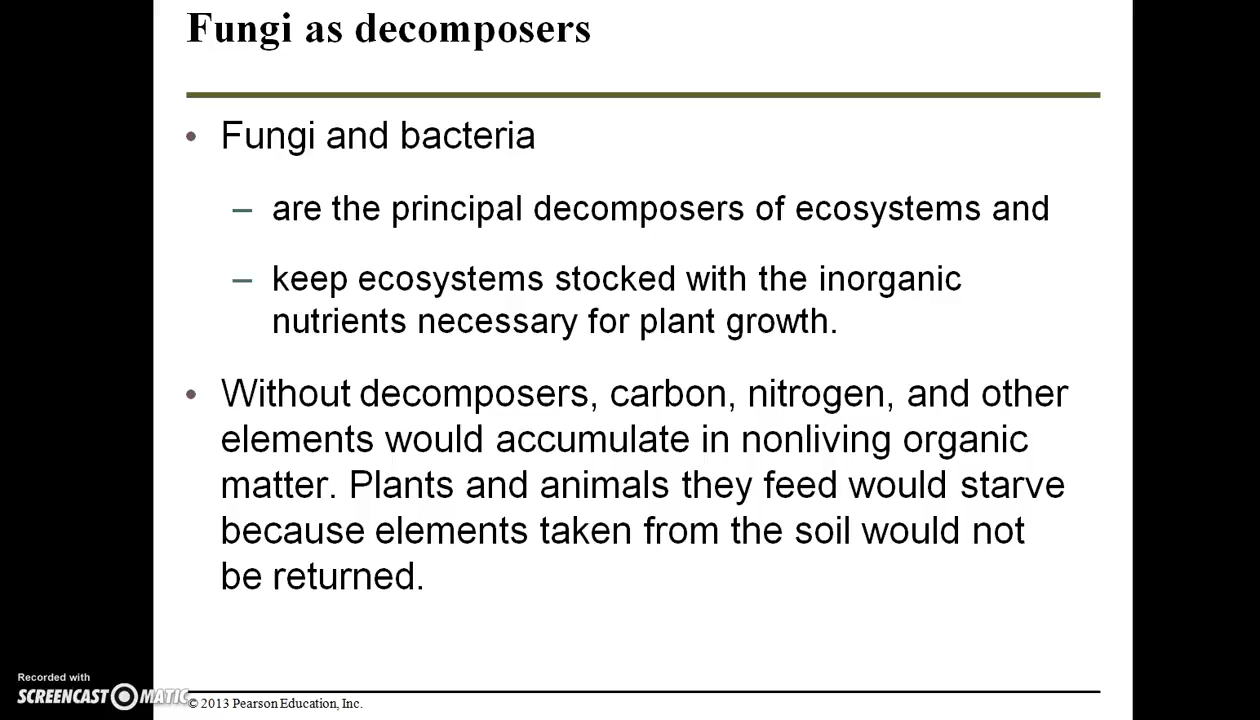 Fungi as decomposers
• Fungi and bacteria
– are the principal decomposers of ecosystems and
– keep ecosystems stocked with the inorganic
nutrients necessary for plant growth.
• Without decomposers, carbon, nitrogen, and other
elements would accumulate in nonliving organic
matter. Plants and animals they feed would starve
because elements taken from the soil would not
be returned.
Recorded with
SCREENCAST MATIC
© 2013 Pearson Education, Inc.